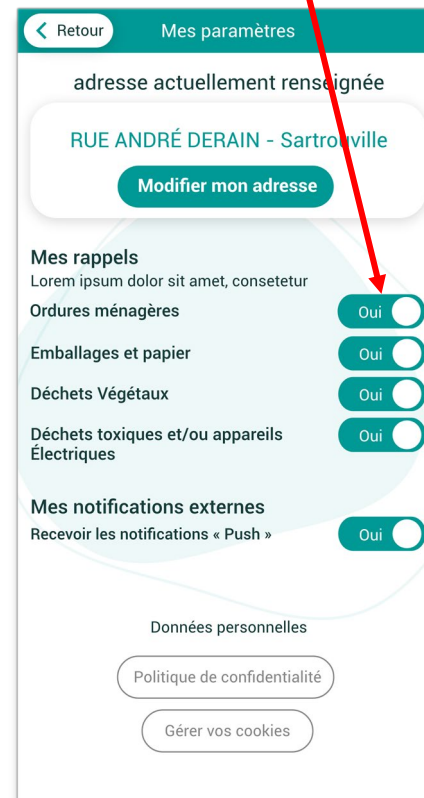 Retour
Mes paramètres
adresse actuellement renseignée
RUE ANDRÉ DERAIN - Sartrouville
Modifier mon adresse
Mes rappels
Lorem ipsum dolor sit amet, consetetur
Ordures ménagères
Oui
Emballages et papier
Oui
Déchets Végétaux
Oui
Déchets toxiques et/ou appareils
Électriques
Oui
Mes notifications externes
Recevoir les notifications « Push »
Oui
Données personnelles
Politique de confidentialité
Gérer vos cookies